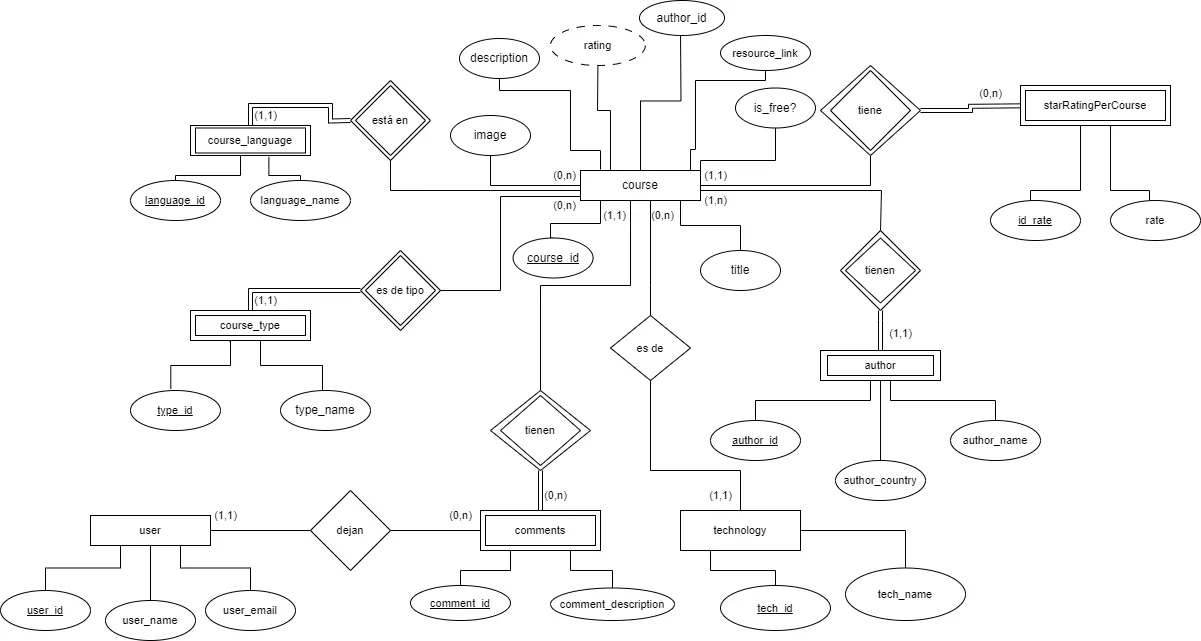 author_id
rating
description
resource_link
(0,n)
starRatingPerCourse
is_free?
tiene
(1,1)
está en
image
course_language
(0,n)
course
(1,1)
language_id
language_name
(0,n)
(1,1)
(0,n)
(1,n)
id_rate
rate
course_id
title
tienen
es de tipo
(1,1)
course_type
(1,1)
es de
author
type_id
type_name
tienen
author_id
author_name
author_country
(0,n)
(1,1)
(1,1)
(0,n)
user
dejan
comments
technology
user_id
user_name
user_email
comment_id
comment_description
tech_id
tech_name